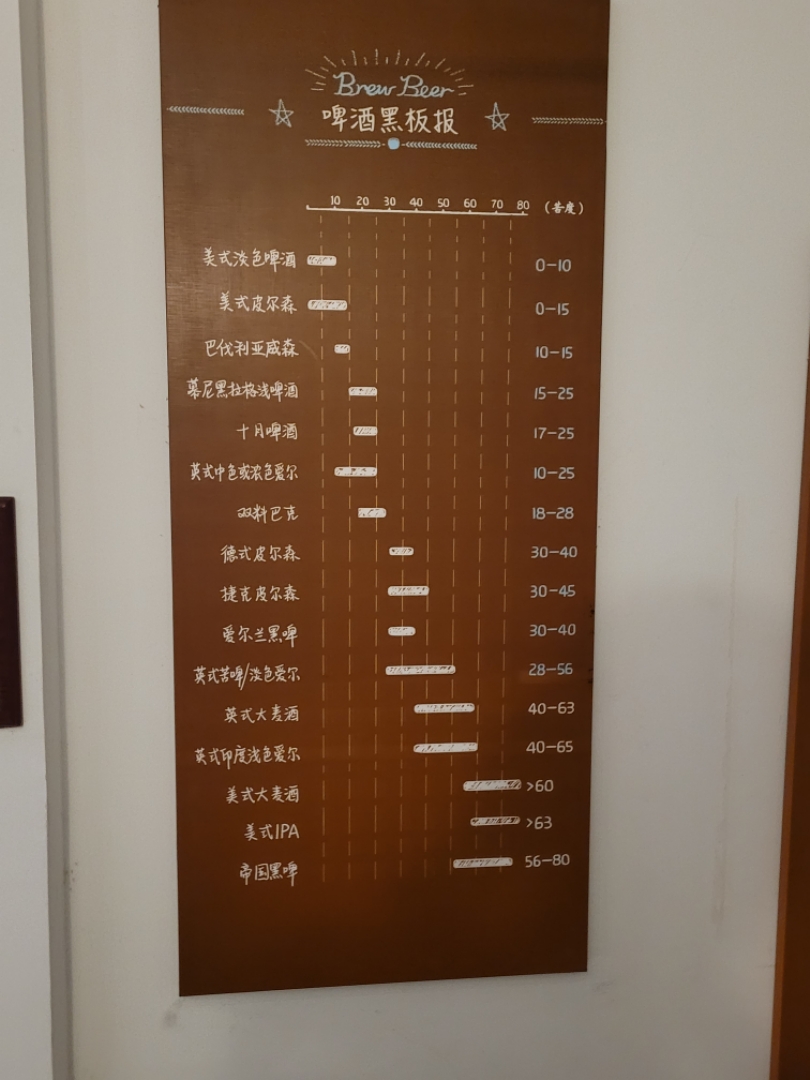 Brew Beer
啤酒黑板报
10 20 30 40 50 60 70 80 (苦度)
美式淡色啤酒 0-10
美式皮尔森 0-15
巴伐利亚威森 10-15
慕尼黑拉格浅啤酒 15-25
十月啤酒 17-25
英式中色或浓色爱尔 10-25
双料巴克 18-28
德式皮尔森 30-40
捷克皮尔森 30-45
爱尔兰黑啤 30-40
英式苦啤/淡色爱尔 28-56
英式大麦酒 40-63
英式印度浅色爱尔 40-65
美式大麦酒 >60
美式IPA >63
帝国黑啤 56-80